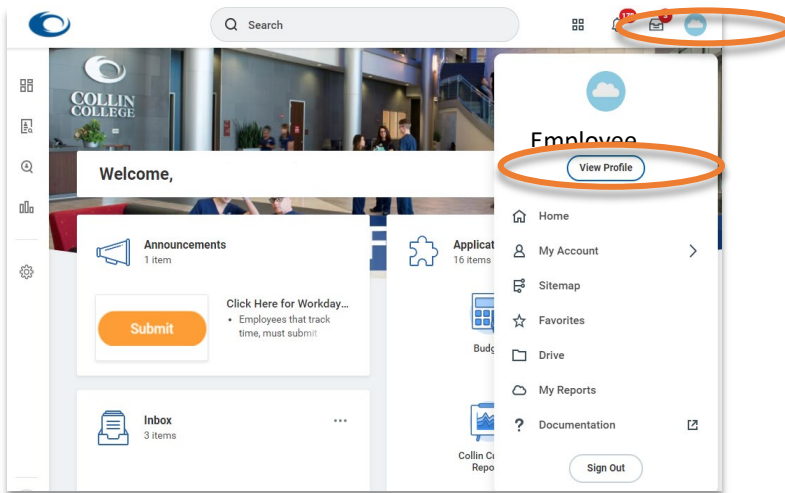 Search
COLLIN
COLLEGE
Welcome,
Announcements
1 item
Submit
Click Here for Workday...
• Employees that track
time, must submit
Inbox
3 items
...
Applicat
16 items
Budg
Collin C
Repo
Employee
View Profile
Home
My Account
Sitemap
Favorites
Drive
My Reports
? Documentation
Sign Out